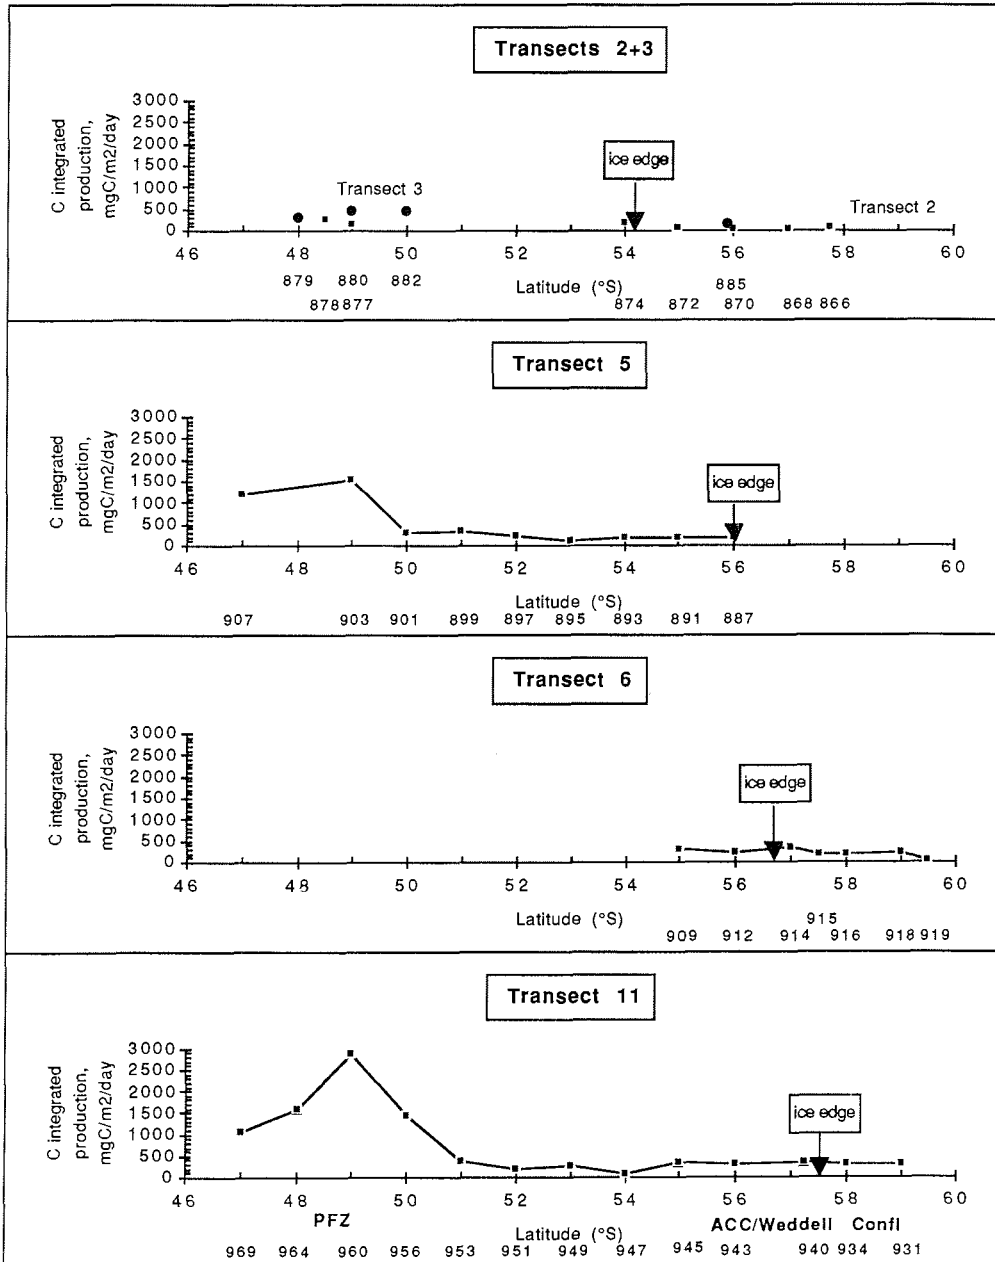 Transects 2+3
C integrated
production,
mgC/m2/day
3000
2500
2000
1500
1000
500
0
Transect 3
ice edge
Transect 2
46 48 50 52 54 56 58 60
Latitude (°S)
879 880 882 885
878 877 874 872 870 868 866
Transect 5
C integrated
production,
mgC/m2/day
3000
2500
2000
1500
1000
500
0
ice edge
46 48 50 52 54 56 58 60
Latitude (°S)
907 903 901 899 897 895 893 891 887
Transect 6
C integrated
production,
mgC/m2/day
3000
2500
2000
1500
1000
500
0
ice edge
46 48 50 52 54 56 58 60
Latitude (°S)
915
909 912 914 916 918 919
Transect 11
C integrated
production,
mgC/m2/day
3000
2500
2000
1500
1000
500
0
ice edge
46 48 50 52 54 56 58 60
PFZ ACC/Weddell Confl
Latitude (°S)
969 964 960 956 953 951 949 947 945 943 940 934 931